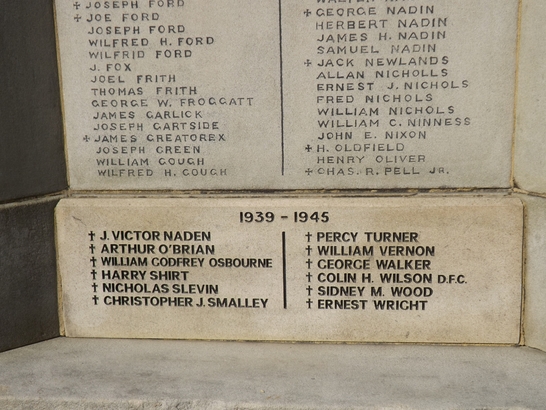 ✝ JOSEPH FORD
✝ JOE FORD
JOSEPH FORD
WILFRED H. FORD
WILFRID FORD
J. FOX
JOEL FRITH
THOMAS FRITH
GEORGE W. FROGGATT
JAMES GARLICK
JOSEPH GARTSIDE
✝ JAMES GREATOREX
JOSEPH GREEN
WILLIAM GOUGH
WILFRED H. GOUGH
✝ GEORGE NADIN
HERBERT NADIN
JAMES H. NADIN
SAMUEL NADIN
✝ JACK NEWLANDS
ALLAN NICHOLLS
ERNEST J. NICHOLS
FRED NICHOLS
WILLIAM NICHOLS
WILLIAM C. NINNESS
JOHN E. NIXON
✝ H. OLDFIELD
HENRY OLIVER
✝ CHAS. R. PELL JR.
1939 - 1945
✝ J. VICTOR NADEN
✝ ARTHUR O'BRIAN
✝ WILLIAM GODFREY OSBOURNE
✝ HARRY SHIRT
✝ NICHOLAS SLEVIN
✝ CHRISTOPHER J. SMALLEY
✝ PERCY TURNER
✝ WILLIAM VERNON
✝ GEORGE WALKER
✝ COLIN H. WILSON D.F.C.
✝ SIDNEY M. WOOD
✝ ERNEST WRIGHT